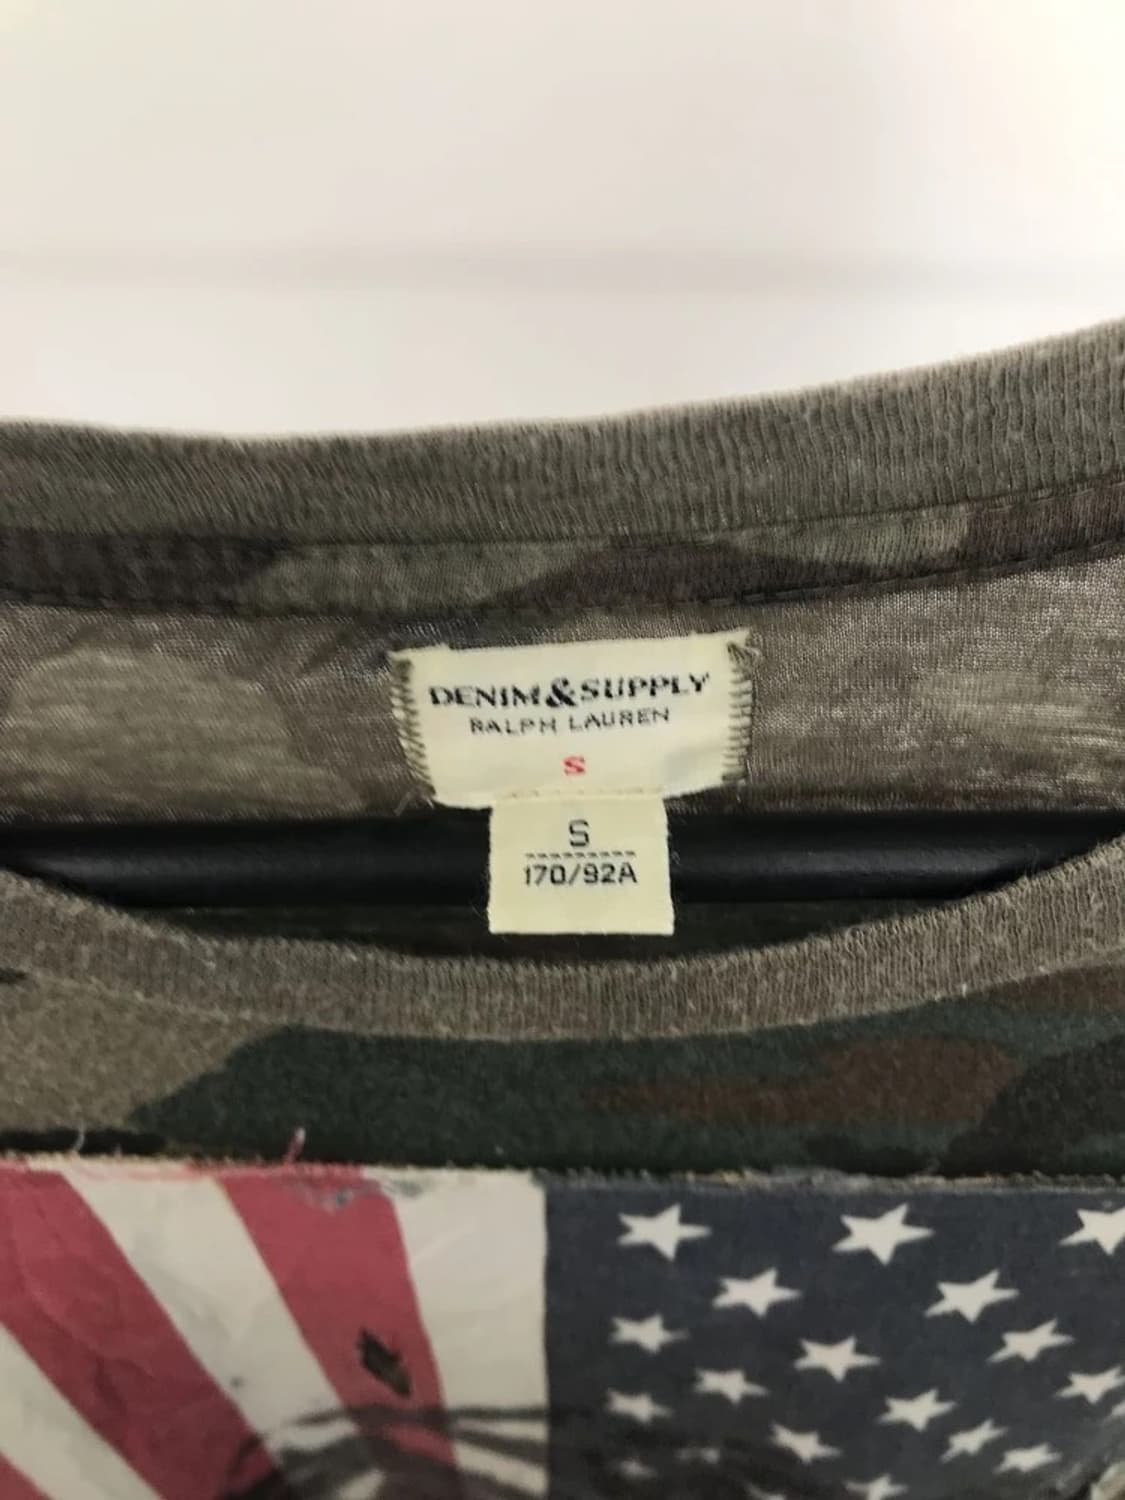 DENIM&SUPPLY
RALPH LAUREN
S
S
170/92A